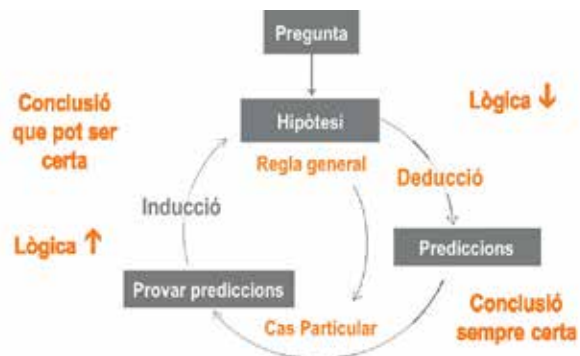 Pregunta
Conclusió
que pot ser
certa
Lògica ↓
Hipòtesi
Regla general
Deducció
Inducció
Lògica ↑
Prediccions
Provar prediccions
Cas Particular
Conclusió
sempre certa